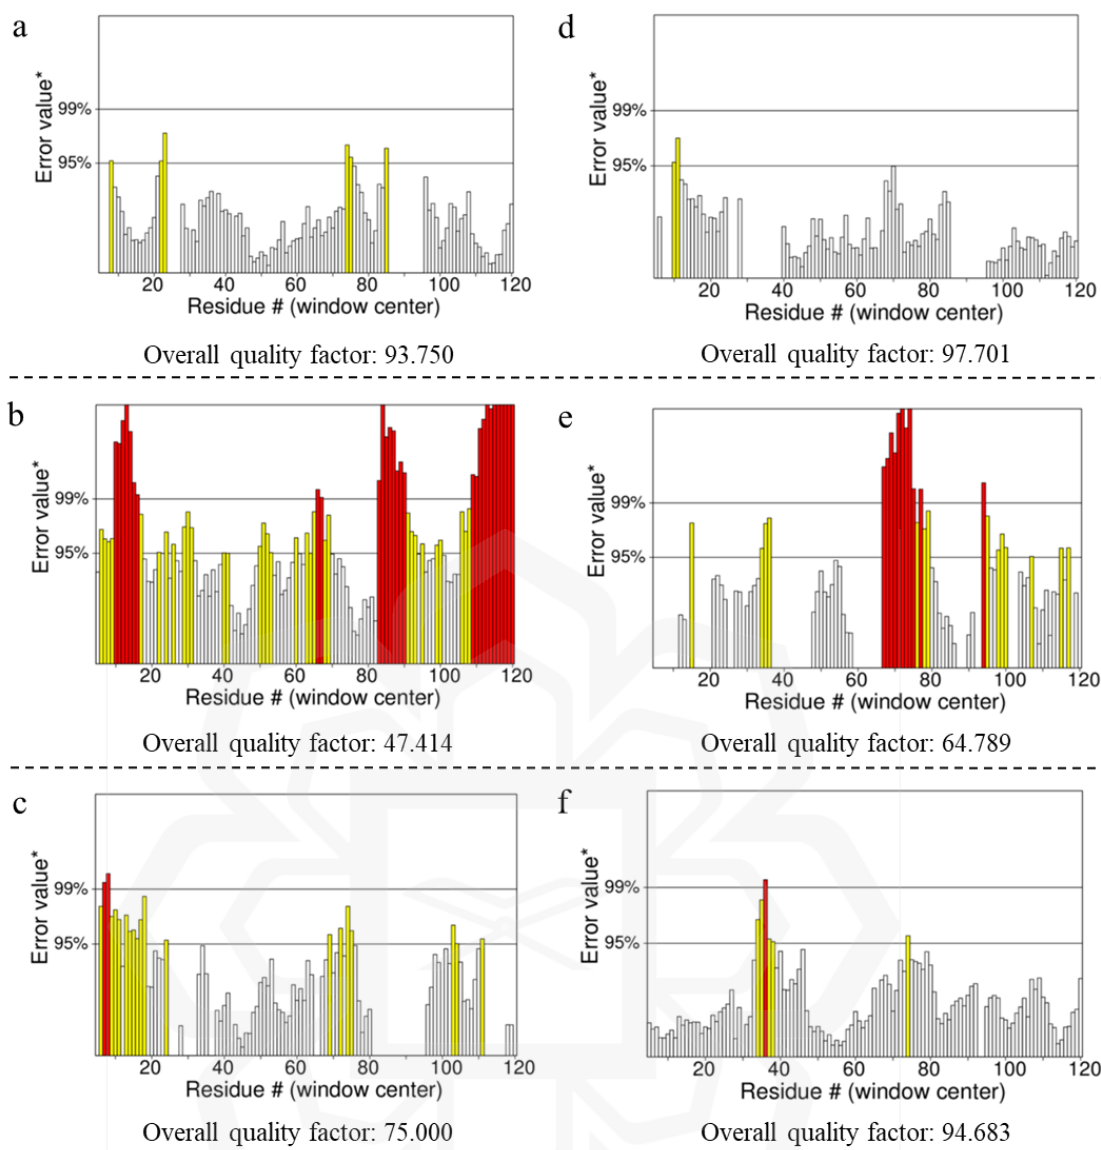 a
Error value*
99%
95%
20 40 60 80 100 120
Residue # (window center)
Overall quality factor: 93.750
d
Error value*
99%
95%
20 40 60 80 100 120
Residue # (window center)
Overall quality factor: 97.701
b
Error value*
99%
95%
20 40 60 80 100 120
Residue # (window center)
Overall quality factor: 47.414
e
Error value*
99%
95%
20 40 60 80 100 120
Residue # (window center)
Overall quality factor: 64.789
c
Error value*
99%
95%
20 40 60 80 100 120
Residue # (window center)
Overall quality factor: 75.000
f
Error value*
99%
95%
20 40 60 80 100 120
Residue # (window center)
Overall quality factor: 94.683